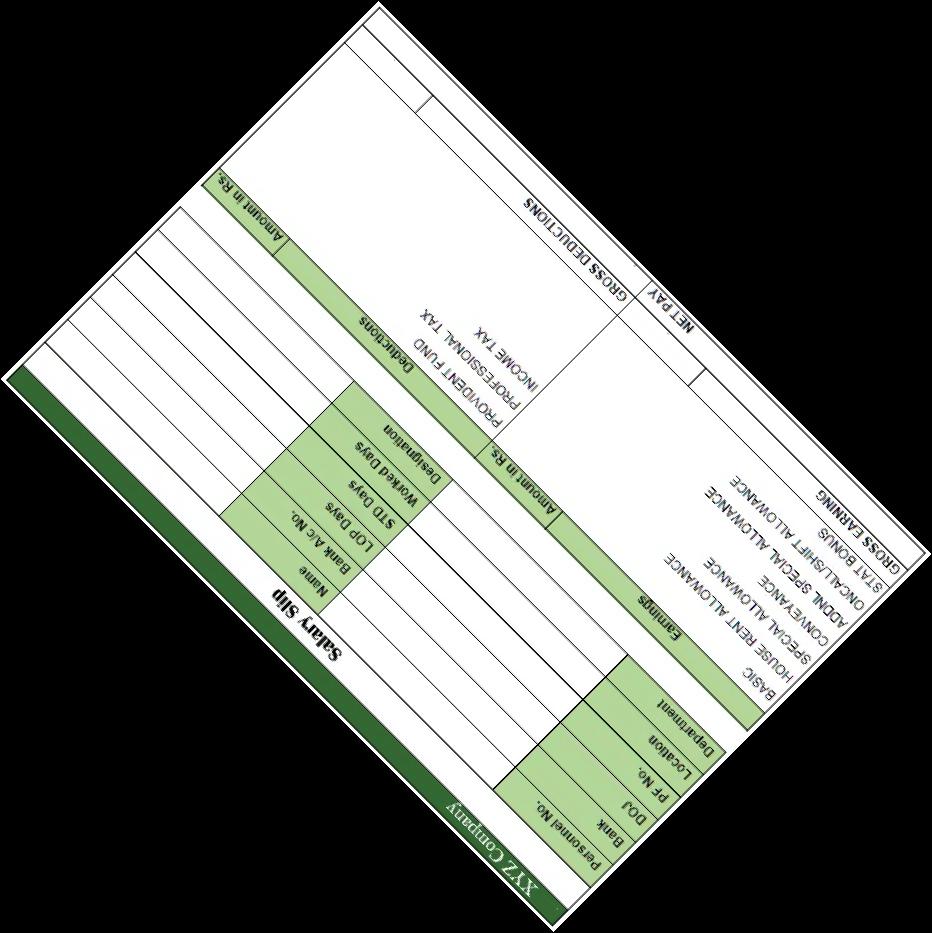 XYZ Company
Salary Slip
Personnel No. Name
Bank Bank A/c No.
DOJ LOP Days
PF No. STD Days
Location Worked Days
Department Designation
Earnings Amount in Rs. Deductions Amount in Rs.
BASIC PROVIDENT FUND
HOUSE RENT ALLOWANCE PROFESSIONAL TAX
SPECIAL ALLOWANCE INCOME TAX
CONVEYANCE
ADDNL SPECIAL ALLOWANCE
ONCALL/SHIFT ALLOWANCE
STAT BONUS
GROSS EARNING GROSS DEDUCTIONS
NET PAY